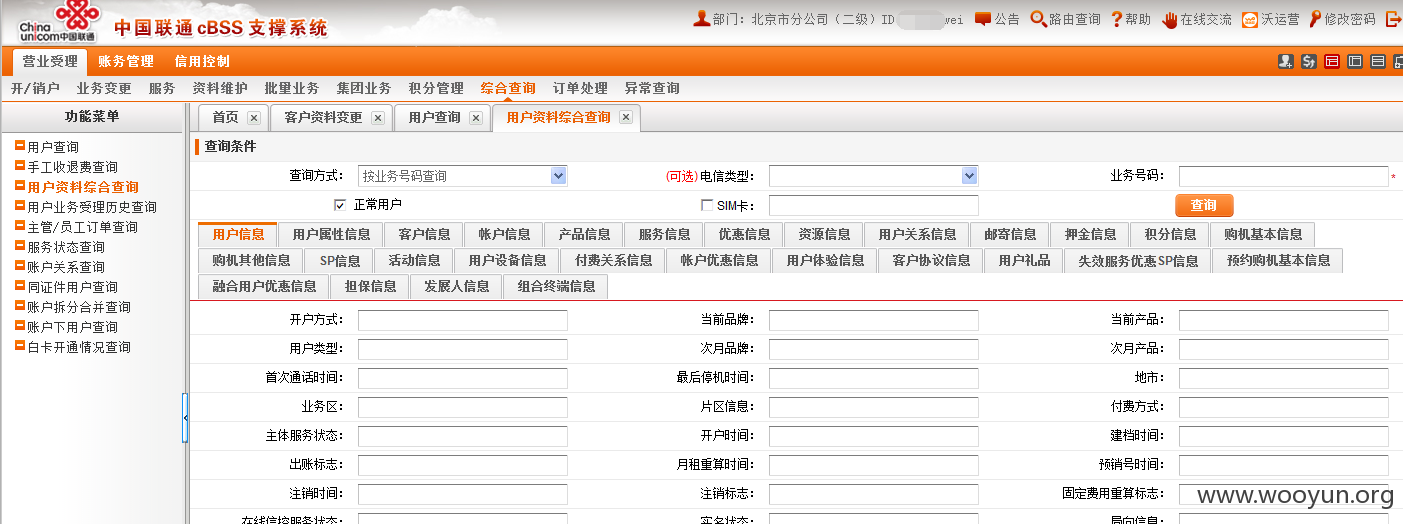 China unicom中国联通 中国联通 cBSS 支撑系统 部门：北京市分公司（二级）ID wei 公告 路由查询 帮助 在线交流 沃运营 修改密码
营业受理 账务管理 信用控制
开/销户 业务变更 服务 资料维护 批量业务 集团业务 积分管理 综合查询 订单处理 异常查询
功能菜单 首页 客户资料变更 用户查询 用户资料综合查询
用户查询
手工收退费查询
用户资料综合查询
用户业务受理历史查询
主管/员工订单查询
服务状态查询
账户关系查询
同证件用户查询
账户拆分合并查询
账户下用户查询
白卡开通情况查询
查询条件
查询方式： 按业务号码查询 (可选)电信类型： 业务号码： *
正常用户 SIM卡： 查询
用户信息 用户属性信息 客户信息 帐户信息 产品信息 服务信息 优惠信息 资源信息 用户关系信息 邮寄信息 押金信息 积分信息 购机基本信息
购机其他信息 SP信息 活动信息 用户设备信息 付费关系信息 帐户优惠信息 用户体验信息 客户协议信息 用户礼品 失效服务优惠SP信息 预约购机基本信息
融合用户优惠信息 担保信息 发展人信息 组合终端信息
开户方式： 当前品牌： 当前产品：
用户类型： 次月品牌： 次月产品：
首次通话时间： 最后停机时间： 地市：
业务区： 片区信息： 付费方式：
主体服务状态： 开户时间： 建档时间：
出账标志： 月租重算时间： 预销号时间：
注销时间： 注销标志： 固定费用重算标志：
在线信控服务状态： 实名状态： 局向信息：
www.wooyun.org